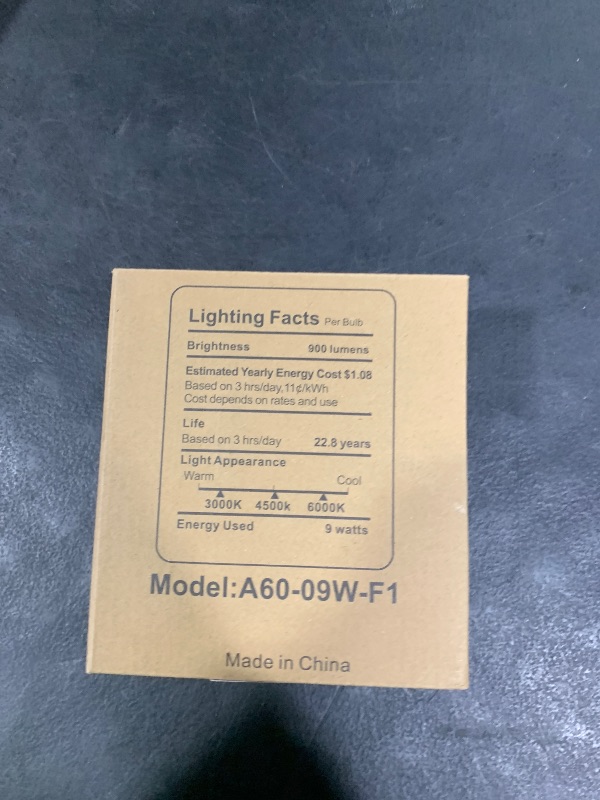 Lighting Facts Per Bulb
Brightness 900 lumens
Estimated Yearly Energy Cost $1.08
Based on 3 hrs/day,11¢/kWh
Cost depends on rates and use
Life
Based on 3 hrs/day 22.8 years
Light Appearance
Warm Cool
3000K 4500k 6000K
Energy Used 9 watts
Model:A60-09W-F1
Made in China